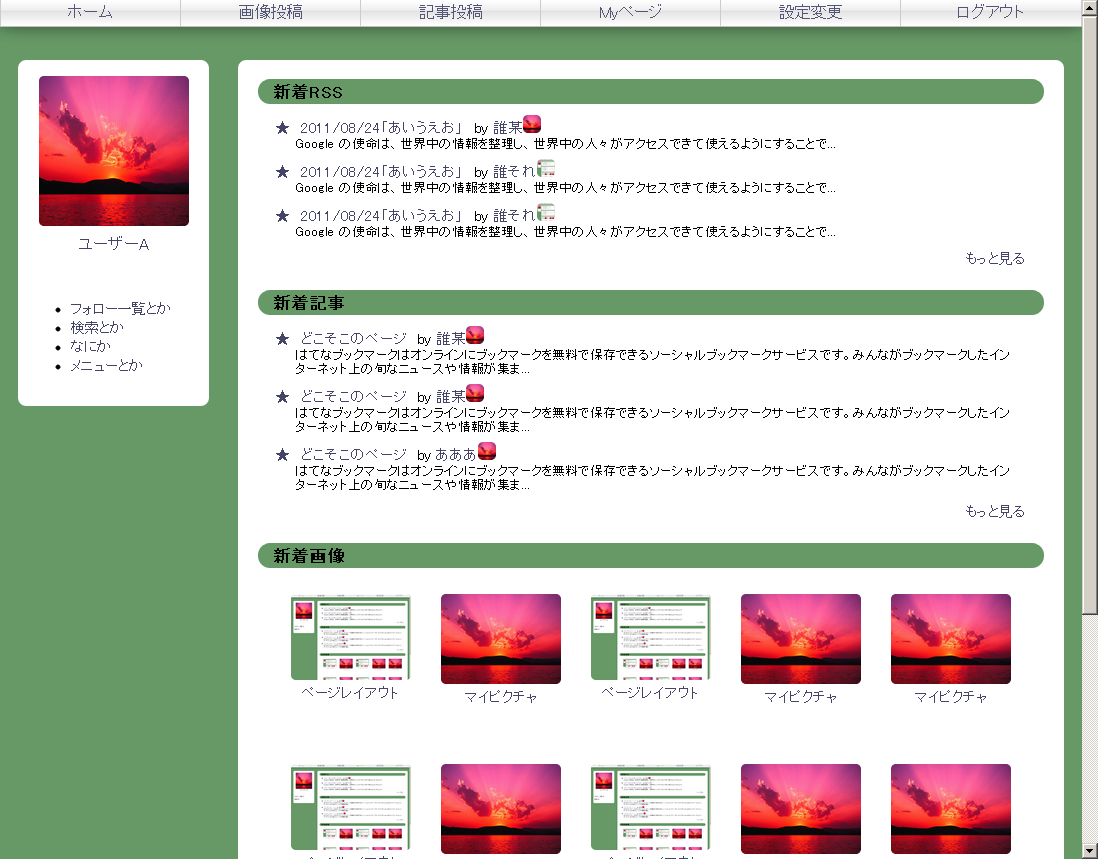 ホーム 画像投稿 記事投稿 Myページ 設定変更 ログアウト
ユーザーA
フォロー一覧とか
検索とか
なにか
メニューとか
新着RSS
★ 2011/08/24「あいうえお」 by 誰某
Google の使命は、世界中の情報を整理し、世界中の人々がアクセスできて使えるようにすることで...
★ 2011/08/24「あいうえお」 by 誰それ
Google の使命は、世界中の情報を整理し、世界中の人々がアクセスできて使えるようにすることで...
★ 2011/08/24「あいうえお」 by 誰それ
Google の使命は、世界中の情報を整理し、世界中の人々がアクセスできて使えるようにすることで...
もっと見る
新着記事
★ どこそこのページ by 誰某
はてなブックマークはオンラインにブックマークを無料で保存できるソーシャルブックマークサービスです。みんながブックマークしたイン
ターネット上の旬なニュースや情報が集ま...
★ どこそこのページ by 誰某
はてなブックマークはオンラインにブックマークを無料で保存できるソーシャルブックマークサービスです。みんながブックマークしたイン
ターネット上の旬なニュースや情報が集ま...
★ どこそこのページ by あああ
はてなブックマークはオンラインにブックマークを無料で保存できるソーシャルブックマークサービスです。みんながブックマークしたイン
ターネット上の旬なニュースや情報が集ま...
もっと見る
新着画像
ページレイアウト マイピクチャ ページレイアウト マイピクチャ マイピクチャ